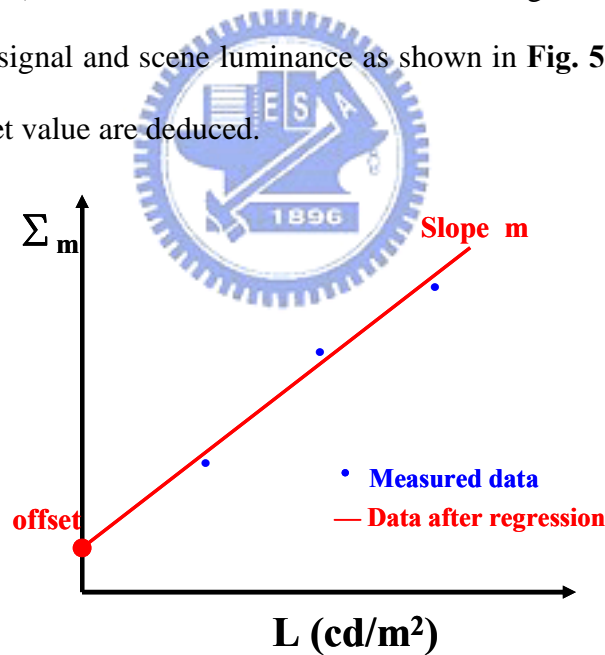 signal and scene luminance as shown in Fig. 5
et value are deduced.
E S A
1896
Σ m
Slope m
Measured data
offset
— Data after regression
L (cd/m²)